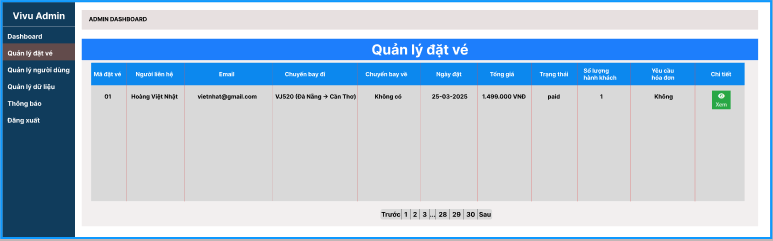 Vivu Admin
ADMIN DASHBOARD
Dashboard
Quản lý đặt vé
Quản lý người dùng
Quản lý dữ liệu
Thông báo
Đăng xuất
Quản lý đặt vé
Mã đặt vé Người liên hệ Email Chuyến bay đi Chuyến bay về Ngày đặt Tổng giá Trạng thái Số lượng hành khách Yêu cầu hóa đơn Chi tiết
01 Hoàng Việt Nhật vietnhat@gmail.com VJ520 (Đà Nẵng → Cần Thơ) Không có 25-03-2025 1.499.000 VNĐ paid 1 Không Xem
Trước 1 2 3 ... 28 29 30 Sau